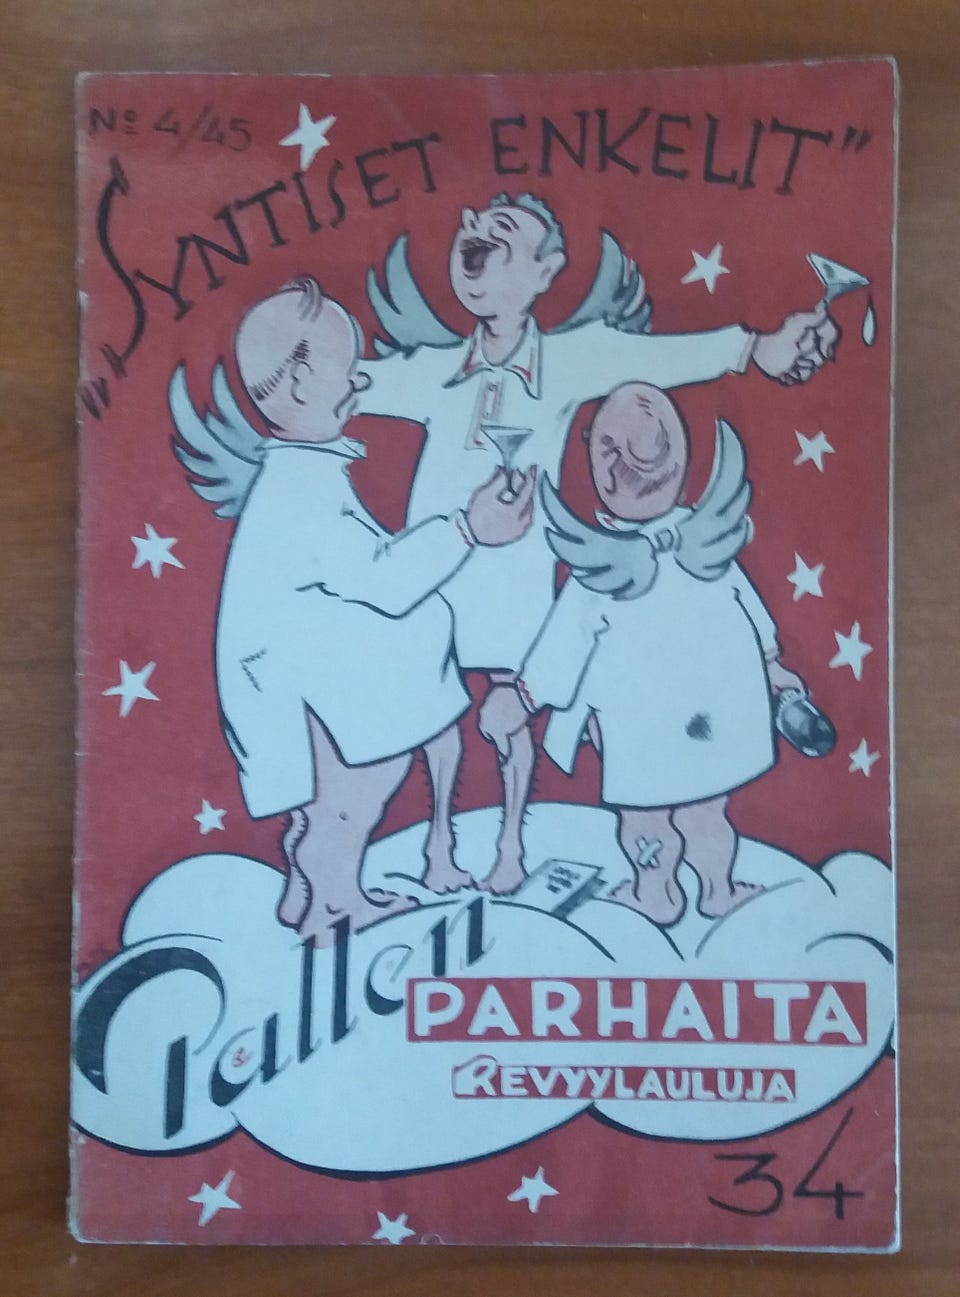 No 4/45
„SYNTISET ENKELIT”
Pallen
PARHAITA
REVYYLAULUJA
34